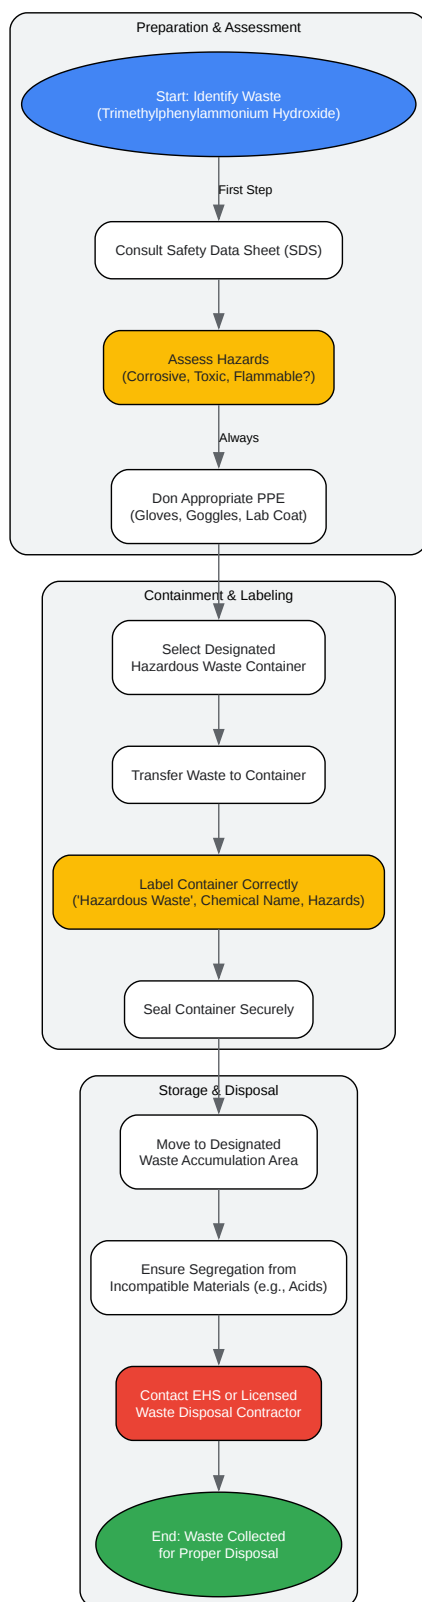 Preparation & Assessment
Start: Identify Waste
(Trimethylphenylammonium Hydroxide)
First Step
Consult Safety Data Sheet (SDS)
Assess Hazards
(Corrosive, Toxic, Flammable?)
Always
Don Appropriate PPE
(Gloves, Goggles, Lab Coat)
Containment & Labeling
Select Designated
Hazardous Waste Container
Transfer Waste to Container
Label Container Correctly
('Hazardous Waste', Chemical Name, Hazards)
Seal Container Securely
Storage & Disposal
Move to Designated
Waste Accumulation Area
Ensure Segregation from
Incompatible Materials (e.g., Acids)
Contact EHS or Licensed
Waste Disposal Contractor
End: Waste Collected
for Proper Disposal